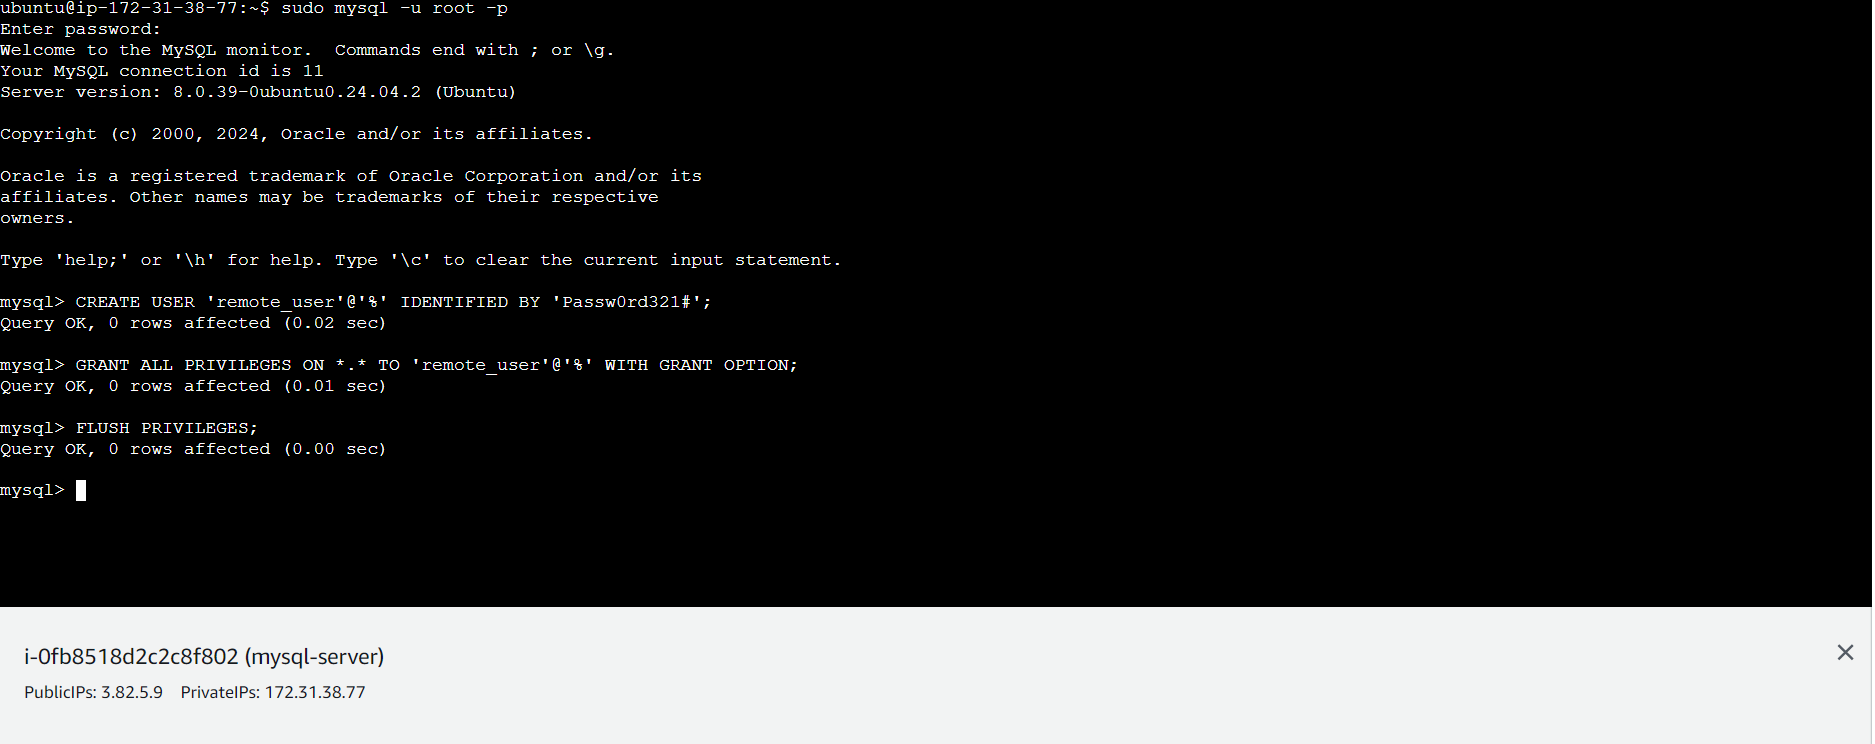 ubuntu@ip-172-31-38-77:~$ sudo mysql -u root -p
Enter password:
Welcome to the MySQL monitor.  Commands end with ; or \g.
Your MySQL connection id is 11
Server version: 8.0.39-0ubuntu0.24.04.2 (Ubuntu)
Copyright (c) 2000, 2024, Oracle and/or its affiliates.
Oracle is a registered trademark of Oracle Corporation and/or its
affiliates. Other names may be trademarks of their respective
owners.
Type 'help;' or '\h' for help. Type '\c' to clear the current input statement.
mysql> CREATE USER 'remote_user'@'%' IDENTIFIED BY 'Passw0rd321#';
Query OK, 0 rows affected (0.02 sec)
mysql> GRANT ALL PRIVILEGES ON *.* TO 'remote_user'@'%' WITH GRANT OPTION;
Query OK, 0 rows affected (0.01 sec)
mysql> FLUSH PRIVILEGES;
Query OK, 0 rows affected (0.00 sec)
mysql>
i-0fb8518d2c2c8f802 (mysql-server)
PublicIPs: 3.82.5.9    PrivateIPs: 172.31.38.77